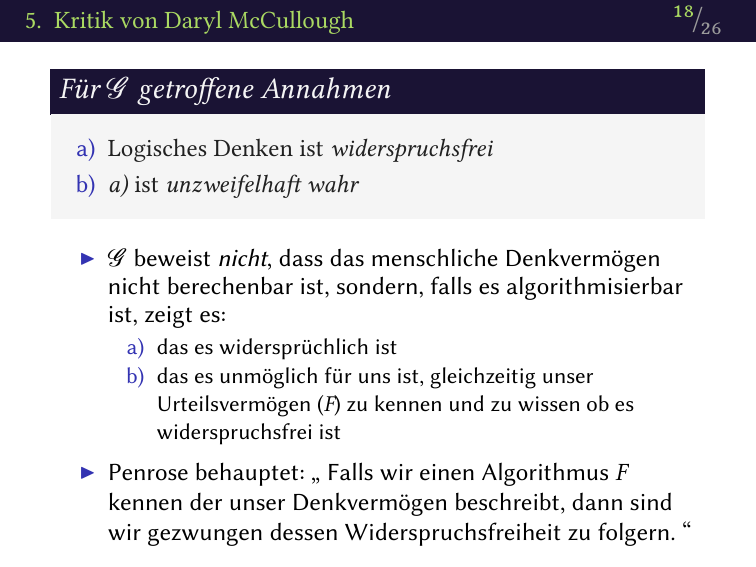 5. Kritik von Daryl McCullough
18/26
Für 𝒢 getroffene Annahmen
a) Logisches Denken ist widerspruchsfrei
b) a) ist unzweifelhaft wahr
▶ 𝒢 beweist nicht, dass das menschliche Denkvermögen
nicht berechenbar ist, sondern, falls es algorithmisierbar
ist, zeigt es:
a) das es widersprüchlich ist
b) das es unmöglich für uns ist, gleichzeitig unser
Urteilsvermögen (F) zu kennen und zu wissen ob es
widerspruchsfrei ist
▶ Penrose behauptet: „ Falls wir einen Algorithmus F
kennen der unser Denkvermögen beschreibt, dann sind
wir gezwungen dessen Widerspruchsfreiheit zu folgern. “